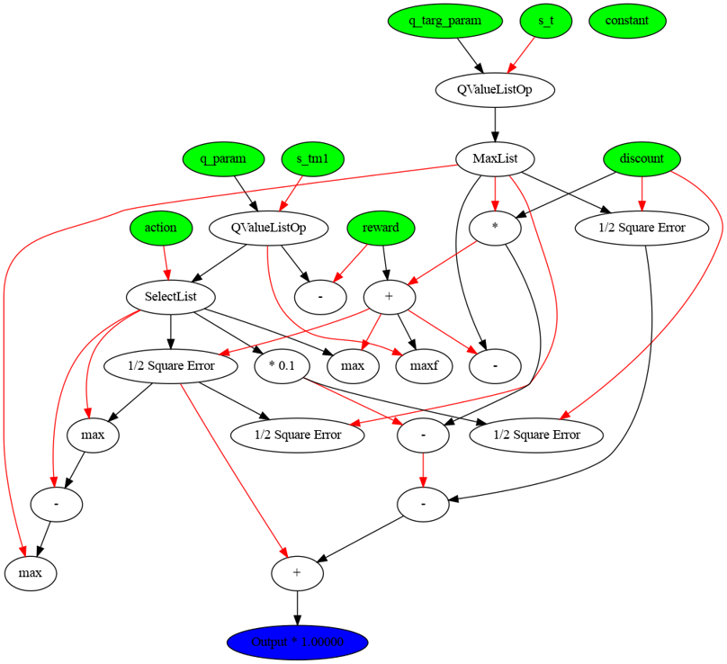 q_targ_param
s_t
constant
QValueListOp
q_param
s_tm1
MaxList
discount
action
QValueListOp
reward
*
1/2 Square Error
SelectList
-
+
1/2 Square Error
* 0.1
max
maxf
-
max
1/2 Square Error
-
1/2 Square Error
-
-
max
+
Output * 1.00000